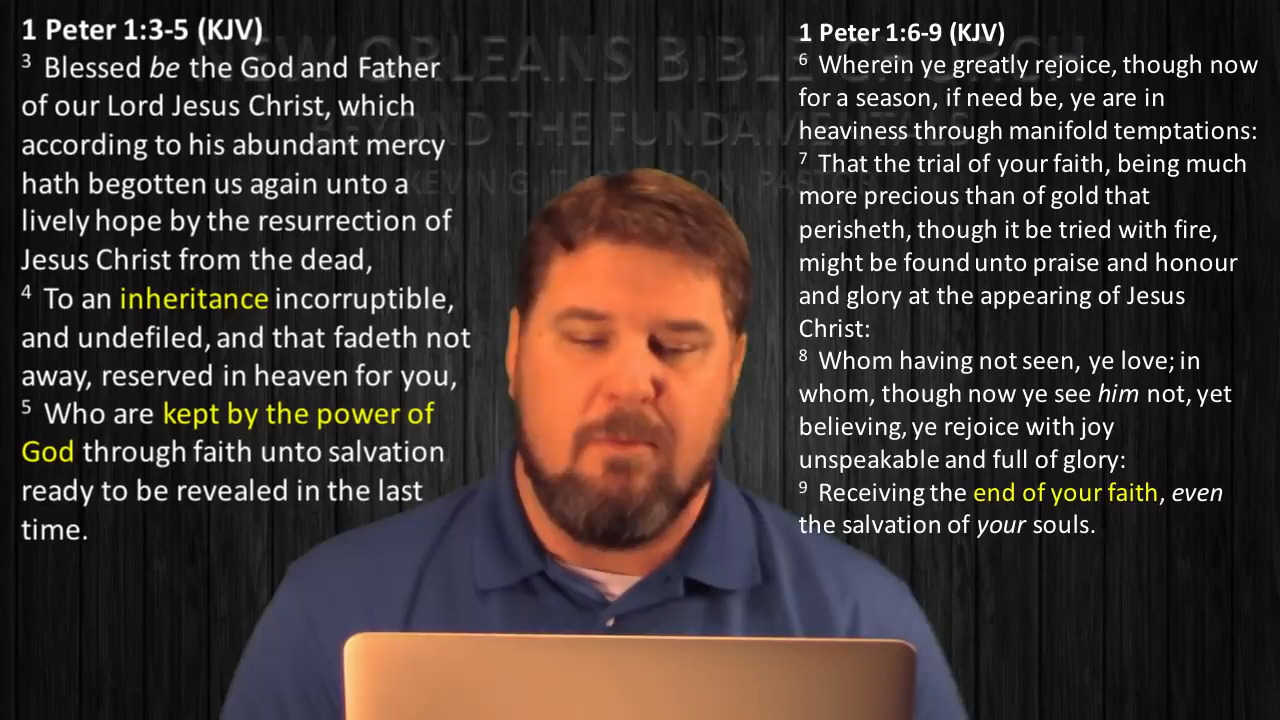 1 Peter 1:3-5 (KJV)
3 Blessed be the God and Father
of our Lord Jesus Christ, which
according to his abundant mercy
hath begotten us again unto a
lively hope by the resurrection of
Jesus Christ from the dead,
4 To an inheritance incorruptible,
and undefiled, and that fadeth not
away, reserved in heaven for you,
5 Who are kept by the power of
God through faith unto salvation
ready to be revealed in the last
time.
1 Peter 1:6-9 (KJV)
6 Wherein ye greatly rejoice, though now
for a season, if need be, ye are in
heaviness through manifold temptations:
7 That the trial of your faith, being much
more precious than of gold that
perisheth, though it be tried with fire,
might be found unto praise and honour
and glory at the appearing of Jesus
Christ:
8 Whom having not seen, ye love; in
whom, though now ye see him not, yet
believing, ye rejoice with joy
unspeakable and full of glory:
9 Receiving the end of your faith, even
the salvation of your souls.
BIBLE
THE FUNDAMENTALS